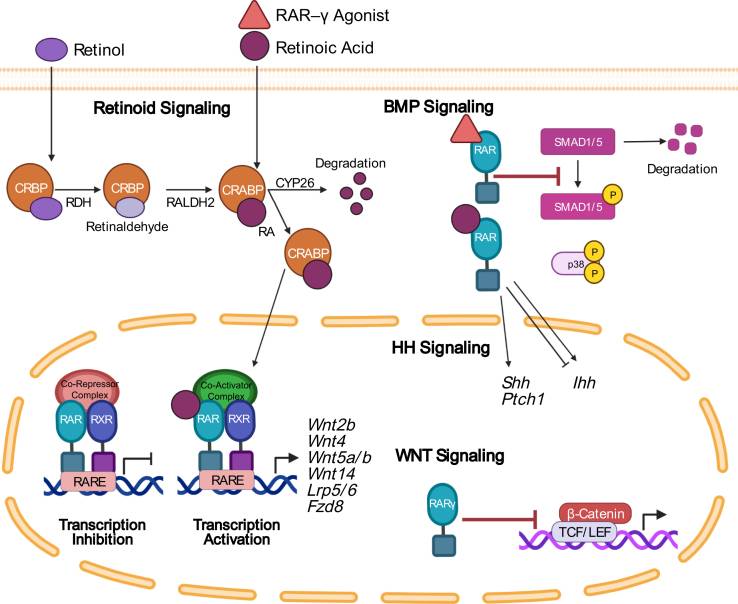 RAR–γ Agonist
Retinol
Retinoic Acid
Retinoid Signaling
BMP Signaling
CRBP
RDH
CRBP
Retinaldehyde
RALDH2
CRABP
RA
CYP26
Degradation
CRABP
RAR
SMAD1/5
Degradation
SMAD1/5
P
RAR
p38
P
P
HH Signaling
Shh
Ptch1
Ihh
Co-Repressor
Complex
RAR
RXR
RARE
Transcription
Inhibition
Co-Activator
Complex
RAR
RXR
RARE
Transcription
Activation
Wnt2b
Wnt4
Wnt5a/b
Wnt14
Lrp5/6
Fzd8
WNT Signaling
RARγ
β-Catenin
TCF/LEF